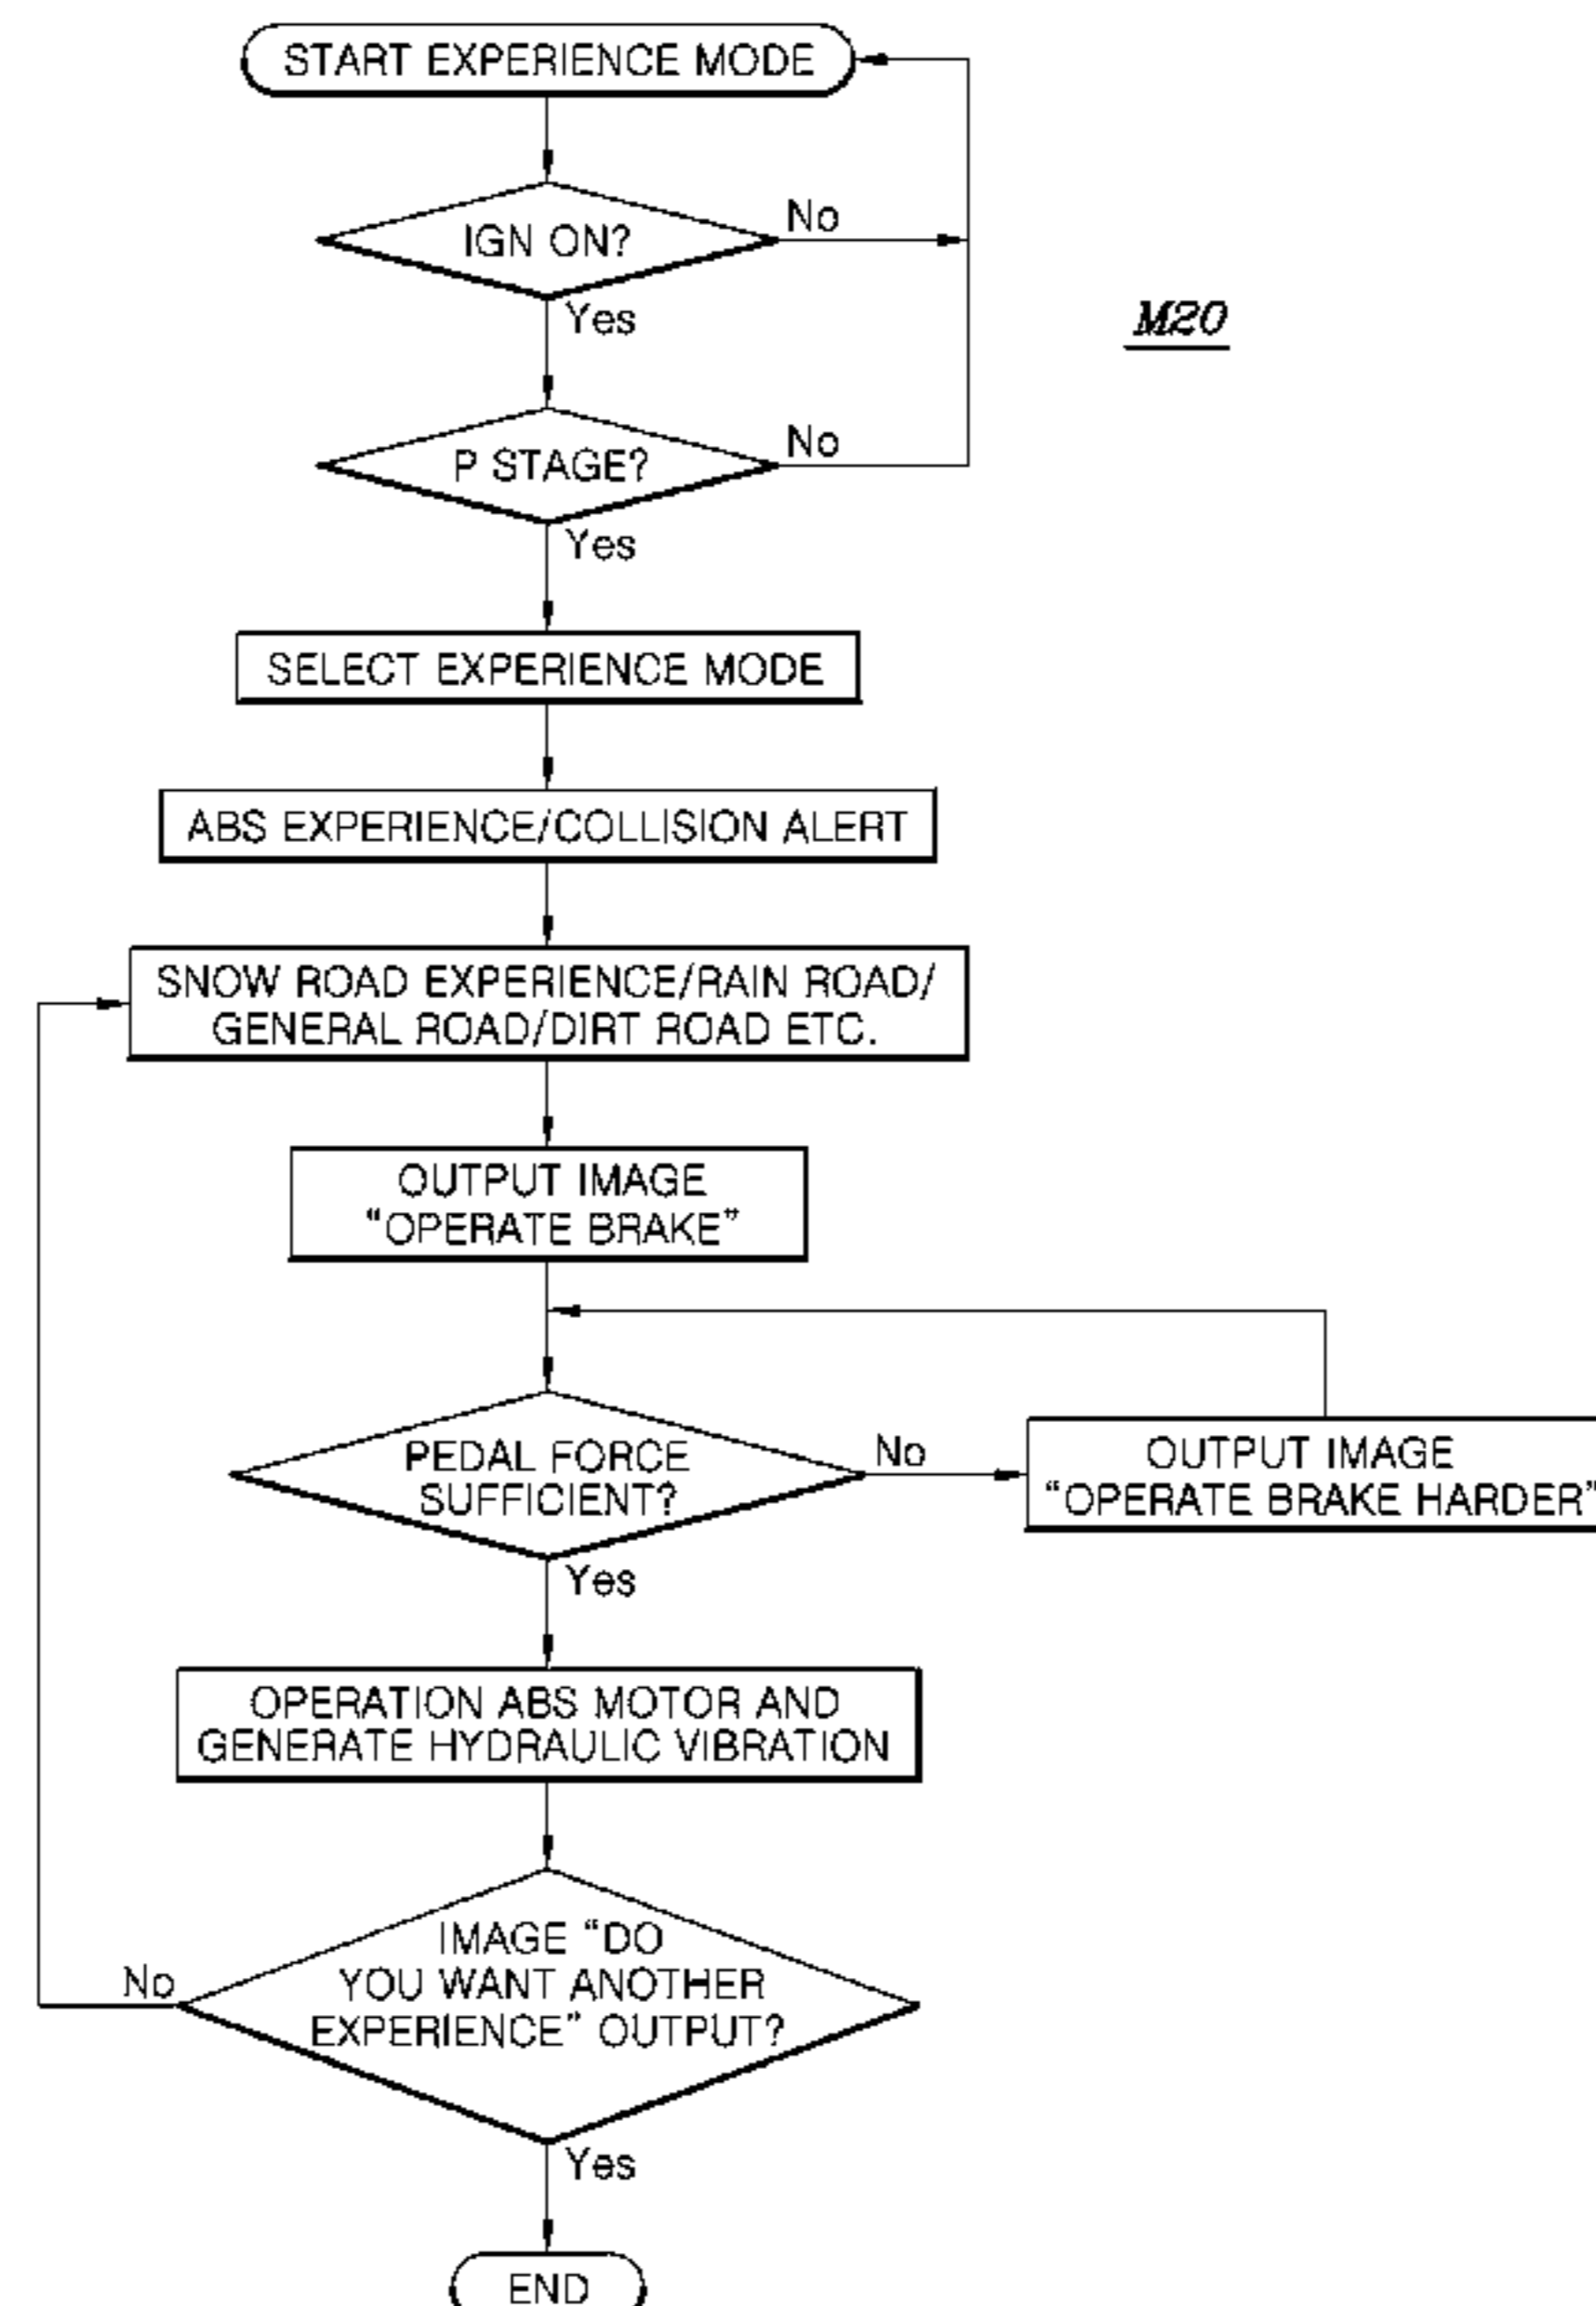 START EXPERIENCE MODE
IGN ON?
No
Yes
M20
P STAGE?
No
Yes
SELECT EXPERIENCE MODE
ABS EXPERIENCE/COLLISION ALERT
SNOW ROAD EXPERIENCE/RAIN ROAD/
GENERAL ROAD/DIRT ROAD ETC.
OUTPUT IMAGE
“OPERATE BRAKE”
PEDAL FORCE
SUFFICIENT?
No
OUTPUT IMAGE
“OPERATE BRAKE HARDER”
Yes
OPERATION ABS MOTOR AND
GENERATE HYDRAULIC VIBRATION
IMAGE “DO
YOU WANT ANOTHER
EXPERIENCE” OUTPUT?
No
Yes
END